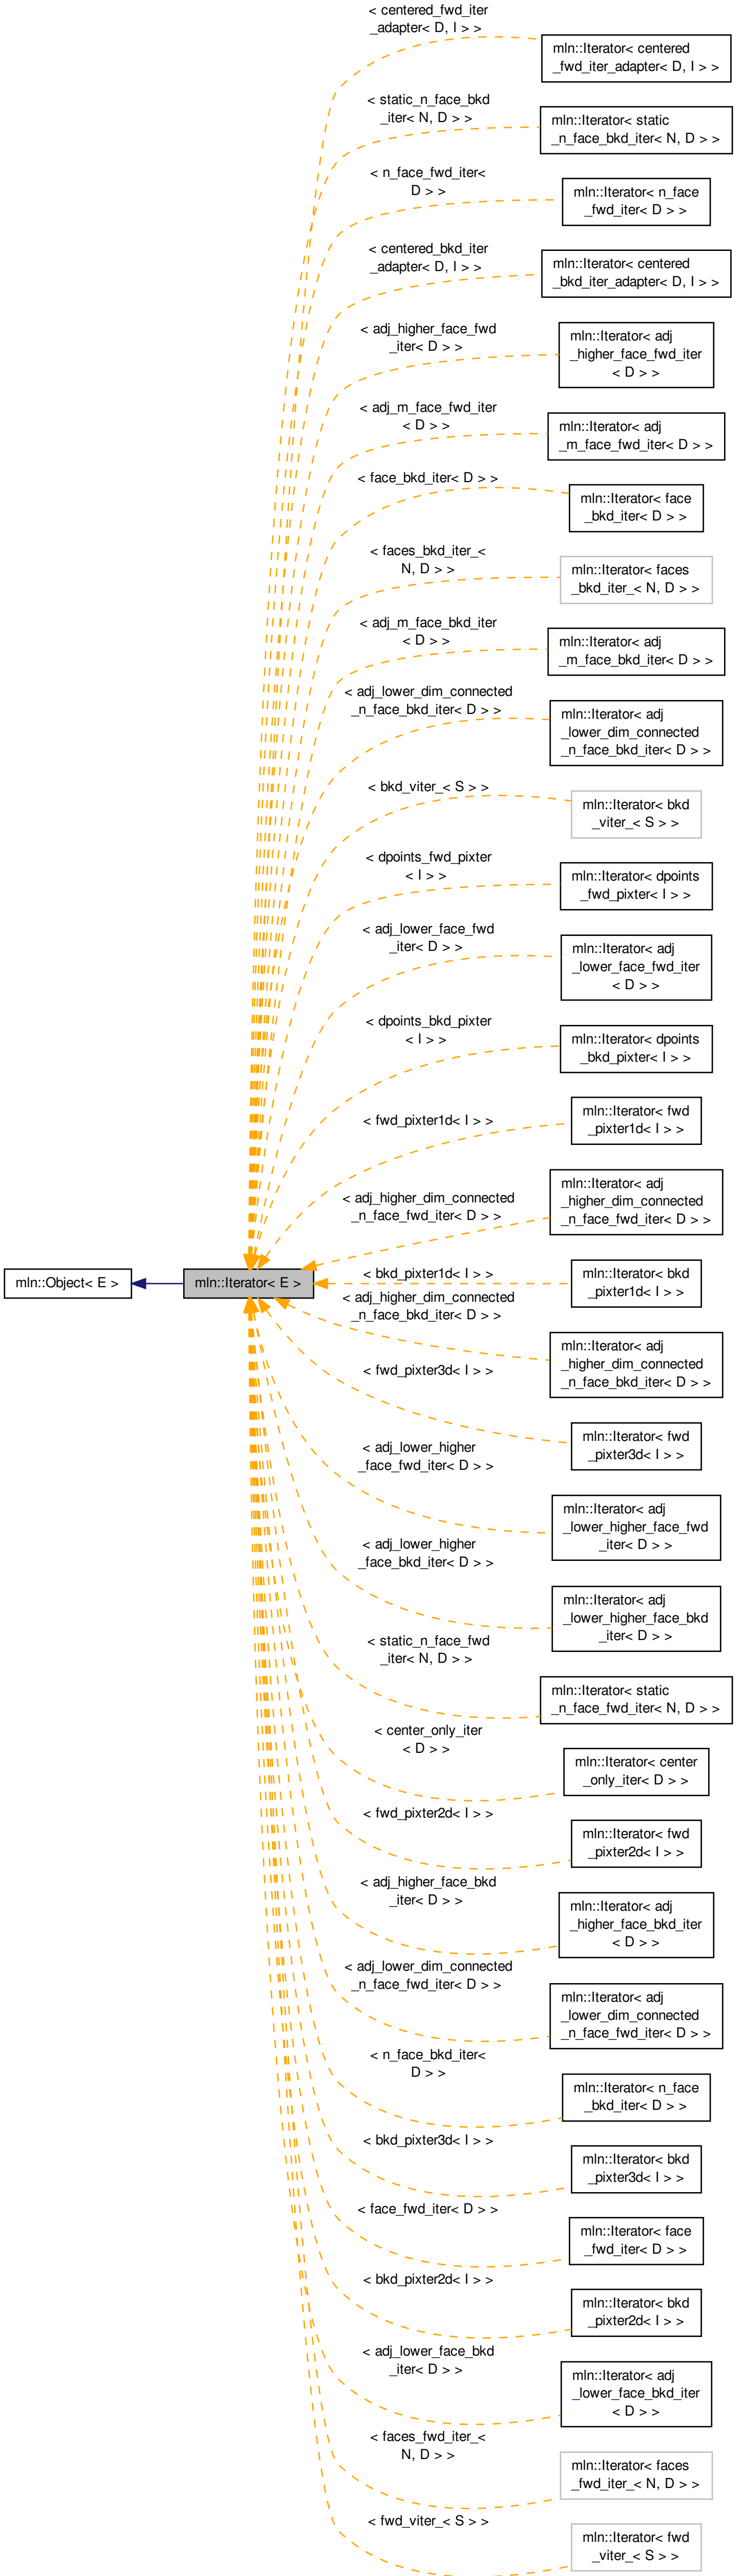 < centered_fwd_iter
_adapter< D, I > >
mln::Iterator< centered
_fwd_iter_adapter< D, I > >
< static_n_face_bkd
_iter< N, D > >
mln::Iterator< static
_n_face_bkd_iter< N, D > >
< n_face_fwd_iter<
D > >
mln::Iterator< n_face
_fwd_iter< D > >
< centered_bkd_iter
_adapter< D, I > >
mln::Iterator< centered
_bkd_iter_adapter< D, I > >
< adj_higher_face_fwd
_iter< D > >
mln::Iterator< adj
_higher_face_fwd_iter
< D > >
< adj_m_face_fwd_iter
< D > >
mln::Iterator< adj
_m_face_fwd_iter< D > >
< face_bkd_iter< D > >
mln::Iterator< face
_bkd_iter< D > >
< faces_bkd_iter_<
N, D > >
mln::Iterator< faces
_bkd_iter_< N, D > >
< adj_m_face_bkd_iter
< D > >
mln::Iterator< adj
_m_face_bkd_iter< D > >
< adj_lower_dim_connected
_n_face_bkd_iter< D > >
mln::Iterator< adj
_lower_dim_connected
_n_face_bkd_iter< D > >
< bkd_viter_< S > >
mln::Iterator< bkd
_viter_< S > >
< dpoints_fwd_pixter
< I > >
mln::Iterator< dpoints
_fwd_pixter< I > >
< adj_lower_face_fwd
_iter< D > >
mln::Iterator< adj
_lower_face_fwd_iter
< D > >
< dpoints_bkd_pixter
< I > >
mln::Iterator< dpoints
_bkd_pixter< I > >
< fwd_pixter1d< I > >
mln::Iterator< fwd
_pixter1d< I > >
< adj_higher_dim_connected
_n_face_fwd_iter< D > >
mln::Iterator< adj
_higher_dim_connected
_n_face_fwd_iter< D > >
mln::Object< E >
mln::Iterator< E >
< bkd_pixter1d< I > >
mln::Iterator< bkd
_pixter1d< I > >
< adj_higher_dim_connected
_n_face_bkd_iter< D > >
mln::Iterator< adj
_higher_dim_connected
_n_face_bkd_iter< D > >
< fwd_pixter3d< I > >
mln::Iterator< fwd
_pixter3d< I > >
< adj_lower_higher
_face_fwd_iter< D > >
mln::Iterator< adj
_lower_higher_face_fwd
_iter< D > >
< adj_lower_higher
_face_bkd_iter< D > >
mln::Iterator< adj
_lower_higher_face_bkd
_iter< D > >
< static_n_face_fwd
_iter< N, D > >
mln::Iterator< static
_n_face_fwd_iter< N, D > >
< center_only_iter
< D > >
mln::Iterator< center
_only_iter< D > >
< fwd_pixter2d< I > >
mln::Iterator< fwd
_pixter2d< I > >
< adj_higher_face_bkd
_iter< D > >
mln::Iterator< adj
_higher_face_bkd_iter
< D > >
< adj_lower_dim_connected
_n_face_fwd_iter< D > >
mln::Iterator< adj
_lower_dim_connected
_n_face_fwd_iter< D > >
< n_face_bkd_iter<
D > >
mln::Iterator< n_face
_bkd_iter< D > >
< bkd_pixter3d< I > >
mln::Iterator< bkd
_pixter3d< I > >
< face_fwd_iter< D > >
mln::Iterator< face
_fwd_iter< D > >
< bkd_pixter2d< I > >
mln::Iterator< bkd
_pixter2d< I > >
< adj_lower_face_bkd
_iter< D > >
mln::Iterator< adj
_lower_face_bkd_iter
< D > >
< faces_fwd_iter_<
N, D > >
mln::Iterator< faces
_fwd_iter_< N, D > >
< fwd_viter_< S > >
mln::Iterator< fwd
_viter_< S > >